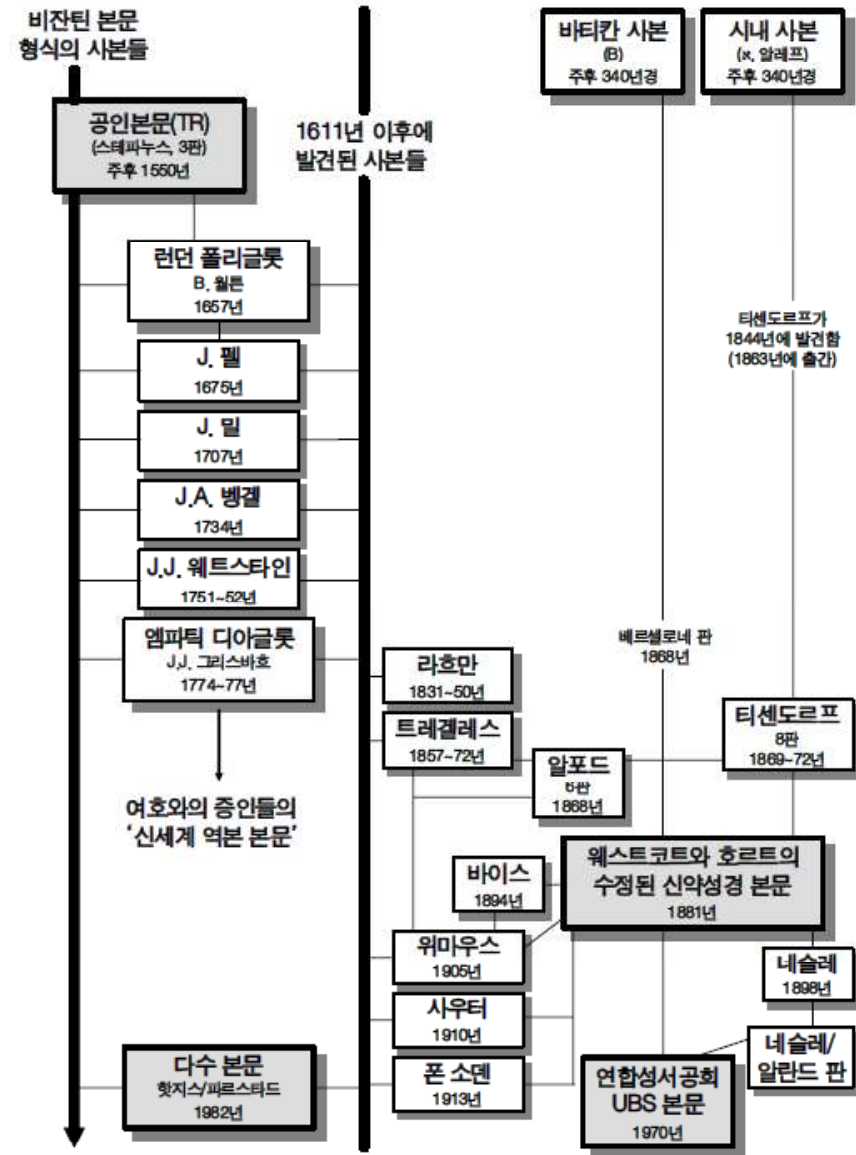 비잔틴 본문
형식의 사본들
바티칸 사본
(B)
주후 340년경
시내 사본
(א, 알레프)
주후 340년경
공인본문(TR)
(스테파누스, 3판)
주후 1550년
1611년 이후에
발견된 사본들
런던 폴리글롯
B. 월튼
1657년
티센도르프가
1844년에 발견함
(1863년에 출간)
J. 펠
1675년
J. 밀
1707년
J.A. 벵겔
1734년
J.J. 웨트스타인
1751~52년
엠파틱 디아글롯
J.J. 그리스바흐
1774~77년
베르셀로네 판
1868년
라흐만
1831~50년
트레겔레스
1857~72년
티센도르프
8판
1869~72년
알포드
6판
1868년
여호와의 증인들의
‘신세계 역본 본문’
웨스트코트와 호르트의
수정된 신약성경 본문
1881년
바이스
1894년
위마우스
1905년
네슬레
1898년
사우터
1910년
네슬레/
알란드 판
다수 본문
핫지스/파르스타드
1982년
폰 소덴
1913년
연합성서공회
UBS 본문
1970년